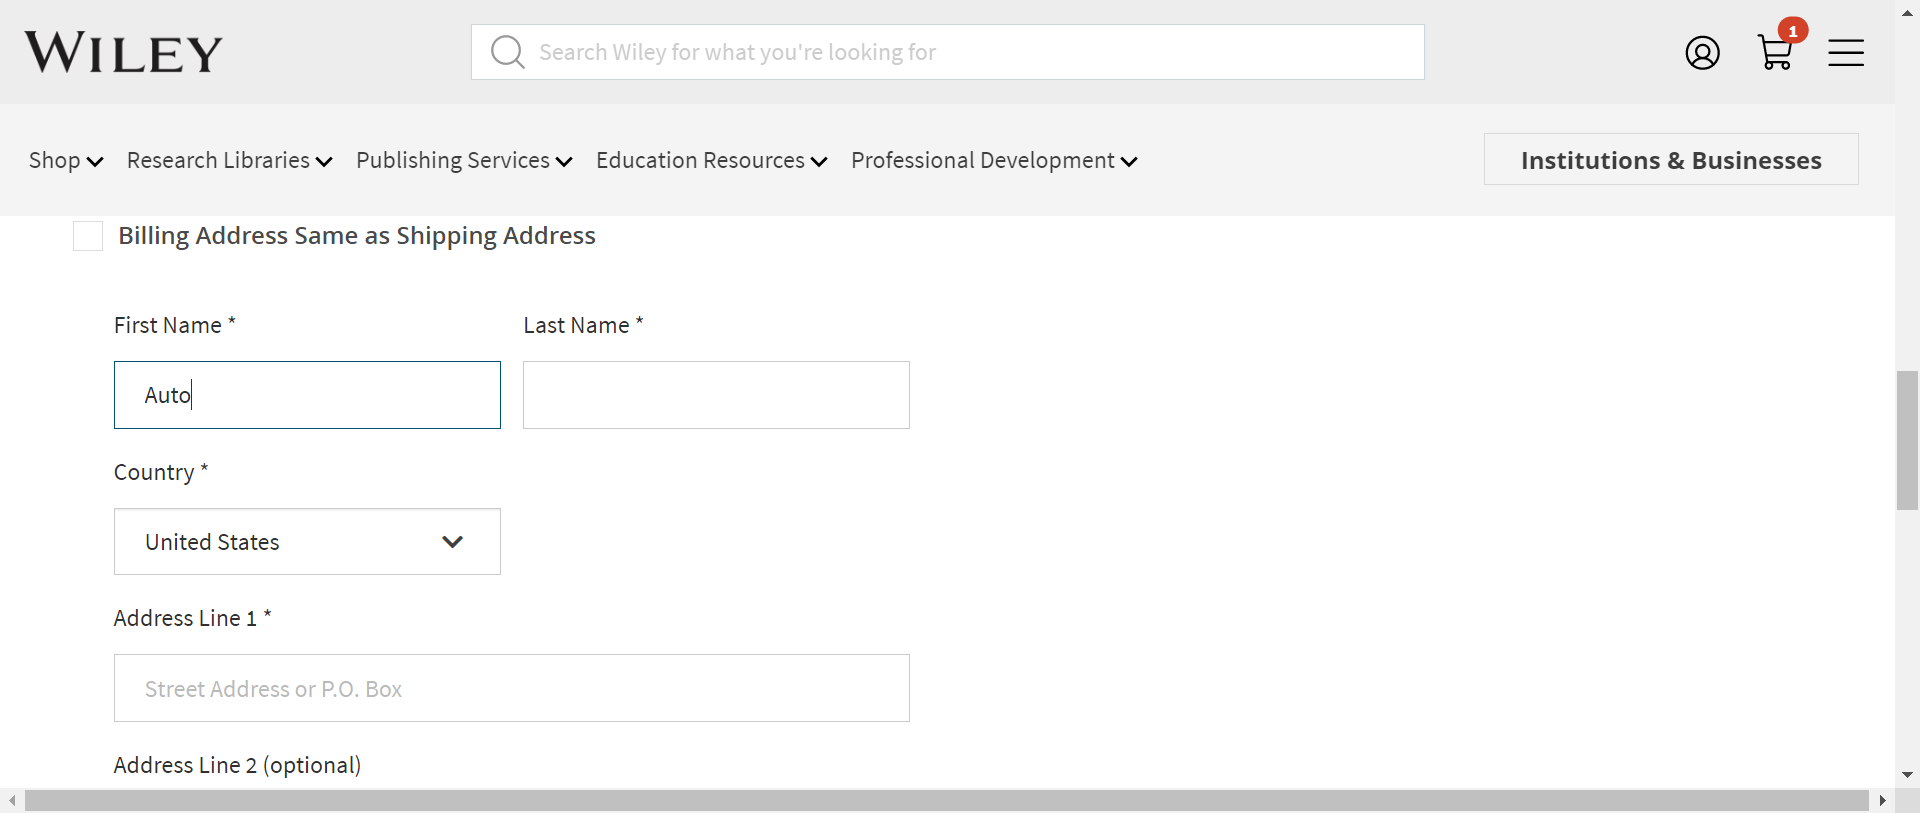 WILEY
Search Wiley for what you're looking for
1
Shop Research Libraries Publishing Services Education Resources Professional Development Institutions & Businesses
Billing Address Same as Shipping Address
First Name * Last Name *
Auto
Country *
United States
Address Line 1 *
Street Address or P.O. Box
Address Line 2 (optional)